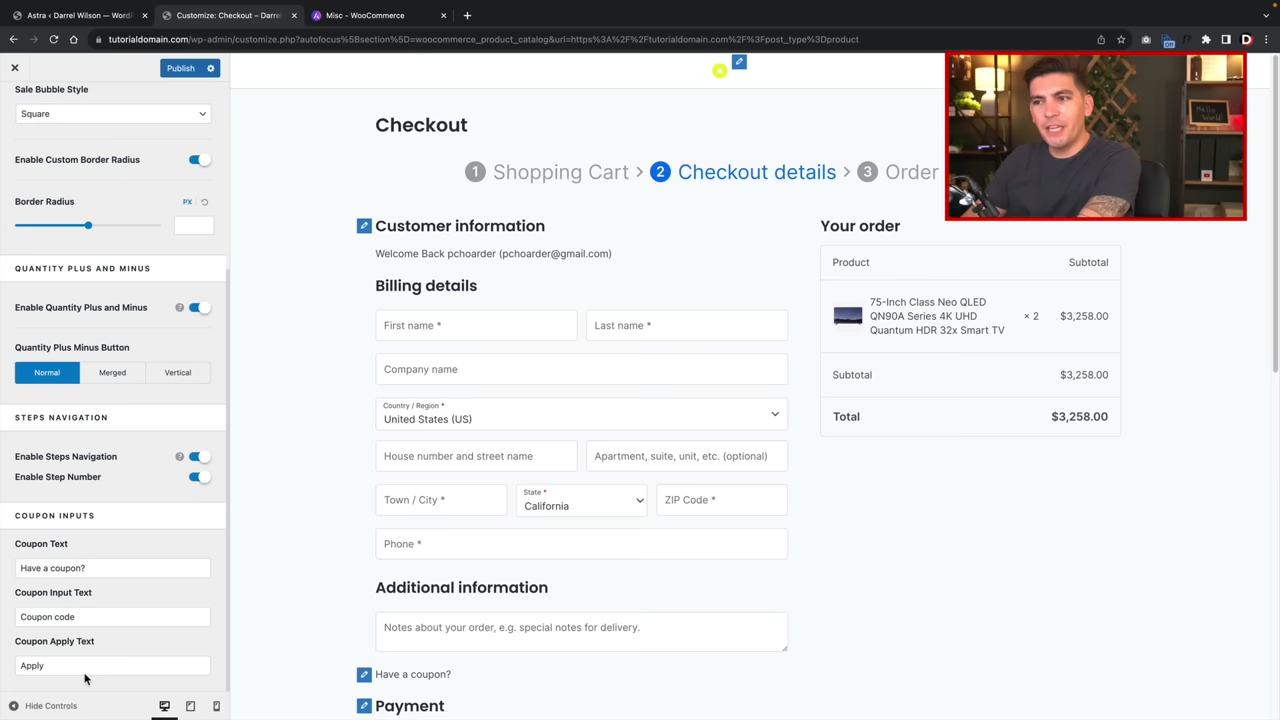 Astra ‹ Darrel Wilson — WordP
Customize: Checkout – Darrel
Misc - WooCommerce
tutorialdomain.com/wp-admin/customize.php?autofocus%5Bsection%5D=woocommerce_product_catalog&url=https%3A%2F%2Ftutorialdomain.com%2F%3Fpost_type%3Dproduct
Off
Publish
Sale Bubble Style
Square
Enable Custom Border Radius
Border Radius
PX
QUANTITY PLUS AND MINUS
Enable Quantity Plus and Minus
Quantity Plus Minus Button
Normal
Merged
Vertical
STEPS NAVIGATION
Enable Steps Navigation
Enable Step Number
COUPON INPUTS
Coupon Text
Have a coupon?
Coupon Input Text
Coupon code
Coupon Apply Text
Apply
Hide Controls
Checkout
1 Shopping Cart › 2 Checkout details › 3 Order
Customer information
Welcome Back pchoarder (pchoarder@gmail.com)
Billing details
First name *
Last name *
Company name
Country / Region *
United States (US)
House number and street name
Apartment, suite, unit, etc. (optional)
Town / City *
State *
California
ZIP Code *
Phone *
Additional information
Notes about your order, e.g. special notes for delivery.
Have a coupon?
Payment
Your order
Product Subtotal
75-Inch Class Neo QLED
QN90A Series 4K UHD
Quantum HDR 32x Smart TV
× 2 $3,258.00
Subtotal $3,258.00
Total $3,258.00
Hello
World!